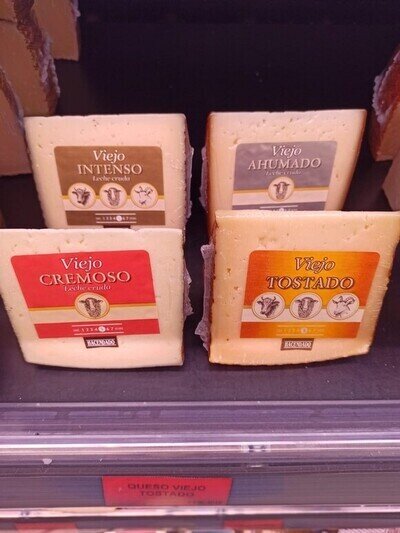 Viejo
INTENSO
Leche cruda
Viejo
AHUMADO
Leche cruda
Viejo
CREMOSO
Leche cruda
HACENDADO
Viejo
TOSTADO
HACENDADO
QUESO VIEJO
TOSTADO